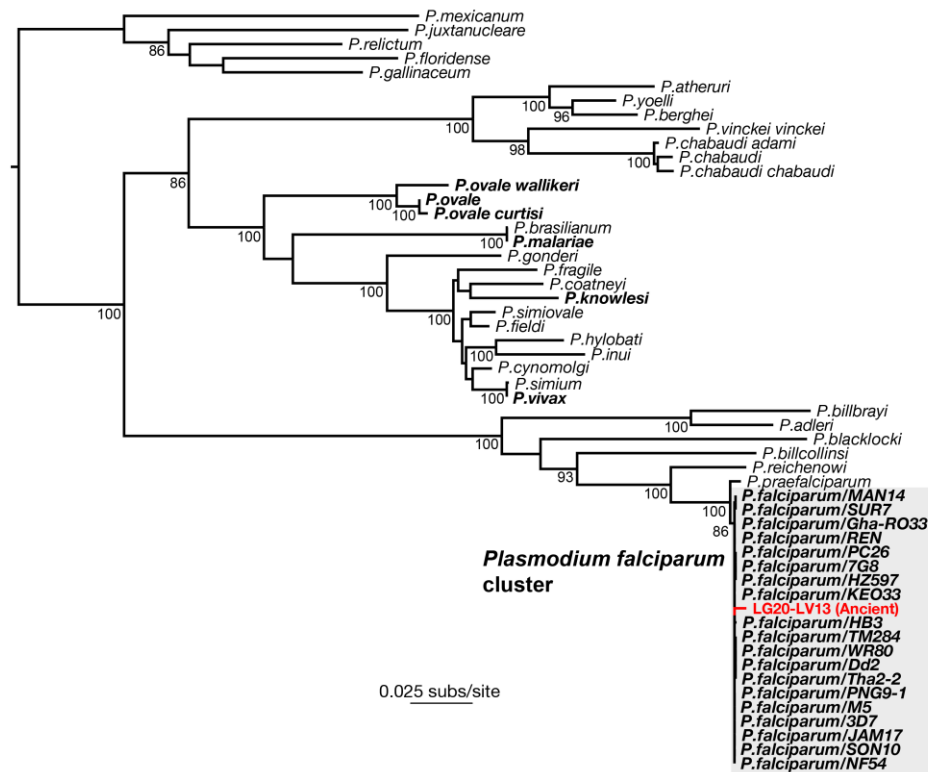 P.mexicanum
P.juxtanucleare
86
P.relictum
P.floridense
P.gallinaceum
P.atheruri
100
P.yoelli
96
P.berghei
100
P.vinckei vinckei
98
P.chabaudi adami
100
P.chabaudi
P.chabaudi chabaudi
86
P.ovale wallikeri
100
P.ovale
100
P.ovale curtisi
100
P.brasilianum
100
P.malariae
P.gonderi
100
P.fragile
P.coatneyi
P.knowlesi
100
P.simiovale
P.fieldi
P.hylobati
100
P.inui
P.cynomolgi
P.simium
100
P.vivax
100
P.billbrayi
100
P.adleri
100
P.blacklocki
P.billcollinsi
93
P.reichenowi
100
P.praefalciparum
100
P.falciparum/MAN14
P.falciparum/SUR7
86
P.falciparum/Gha-RO33
P.falciparum/REN
P.falciparum/PC26
P.falciparum/7G8
P.falciparum/HZ597
P.falciparum/KEO33
LG20-LV13 (Ancient)
P.falciparum/HB3
P.falciparum/TM284
P.falciparum/WR80
P.falciparum/Dd2
P.falciparum/Tha2-2
P.falciparum/PNG9-1
P.falciparum/M5
P.falciparum/3D7
P.falciparum/JAM17
P.falciparum/SON10
P.falciparum/NF54
Plasmodium falciparum
cluster
0.025 subs/site